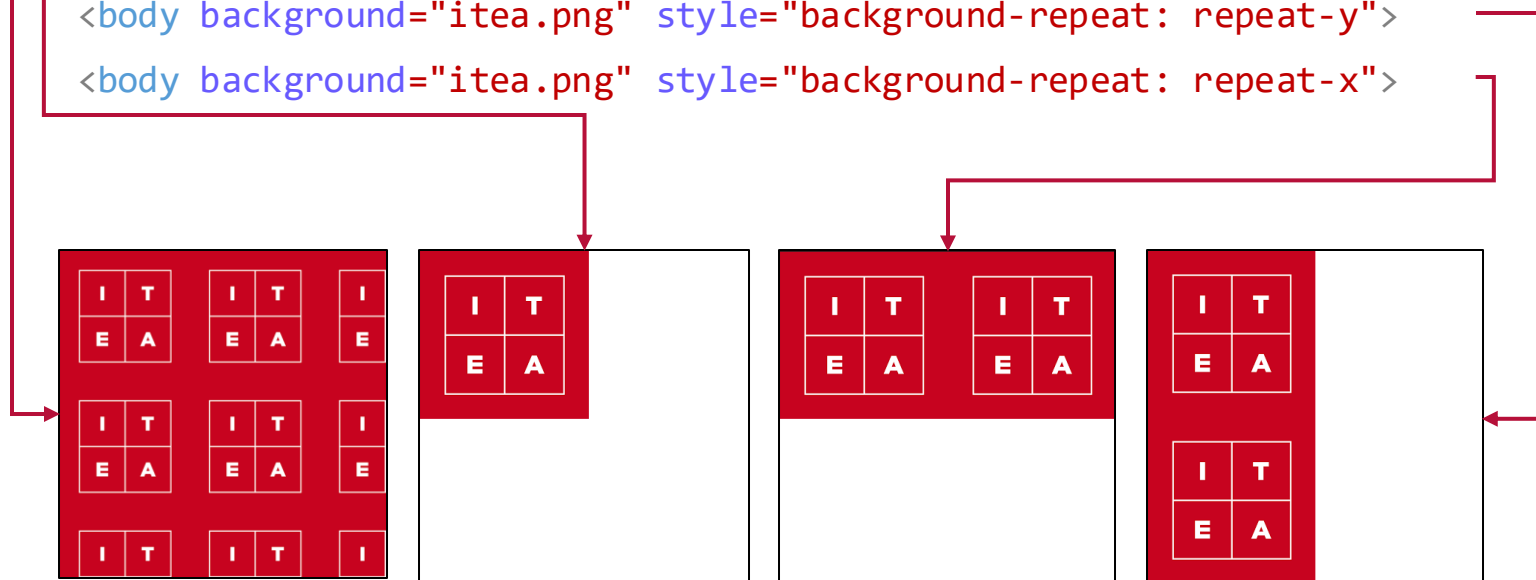 <body background="itea.png" style="background-repeat: repeat-y">
<body background="itea.png" style="background-repeat: repeat-x">
I T I T I
E A E A E
I T I T I
E A E A E
I T I T I
I T
E A
I T I T
E A E A
I T
E A
I T
E A